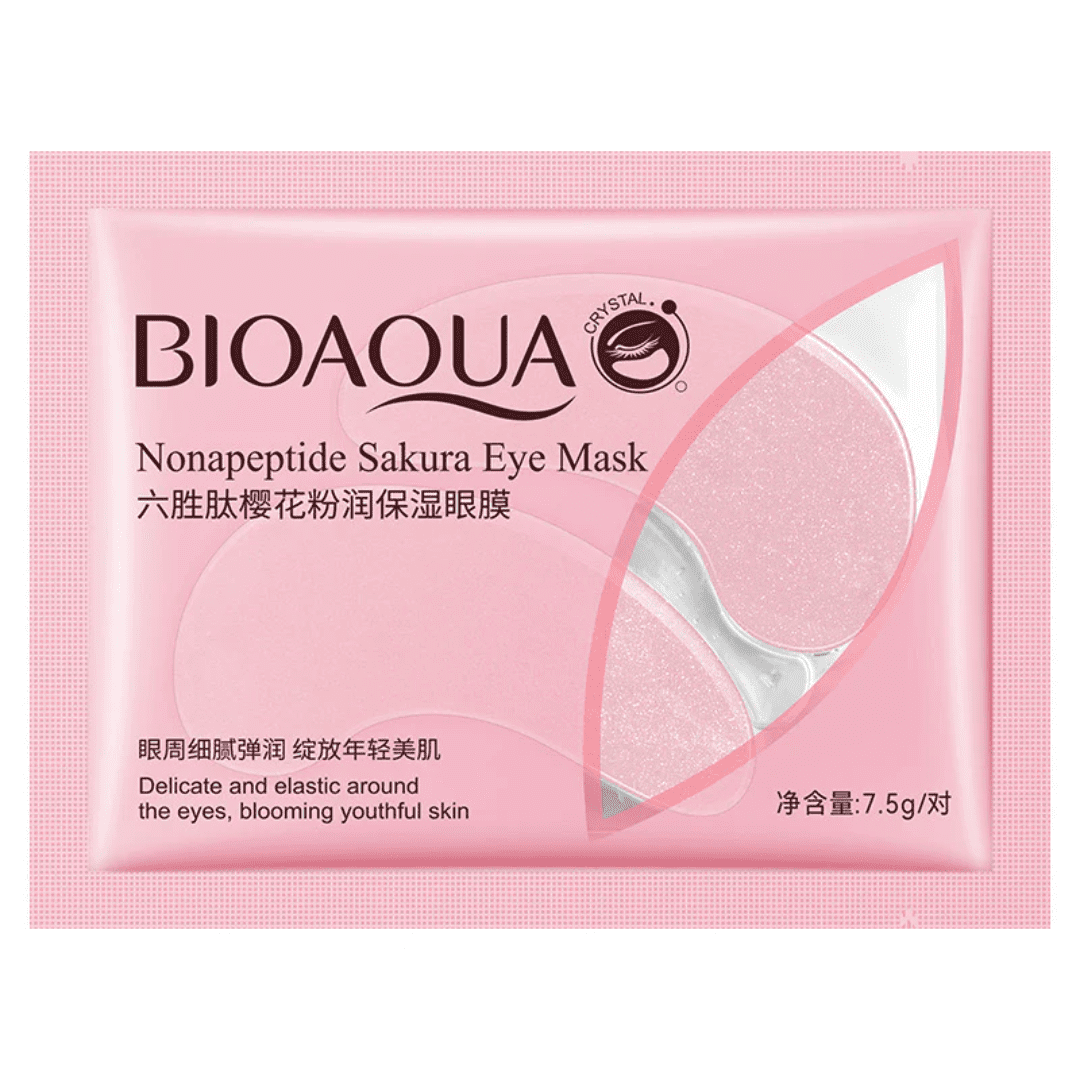 BIOAQUA
CRYSTAL
Nonapeptide Sakura Eye Mask
六胜肽樱花粉润保湿眼膜
眼周细腻弹润 绽放年轻美肌
Delicate and elastic around
the eyes, blooming youthful skin
净含量:7.5g/对